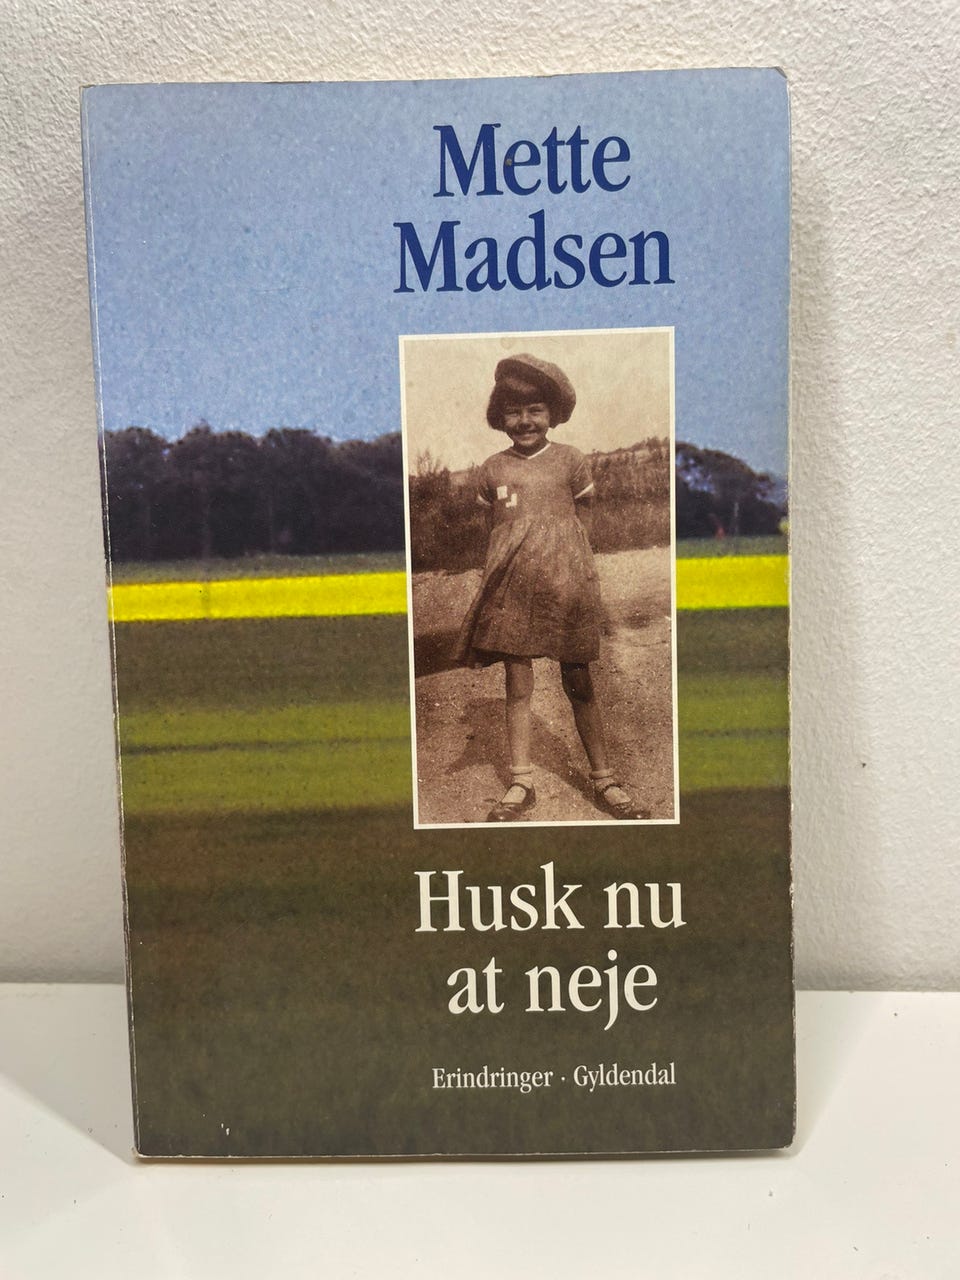 Mette
Madsen
Husk nu
at neje
Erindringer · Gyldendal